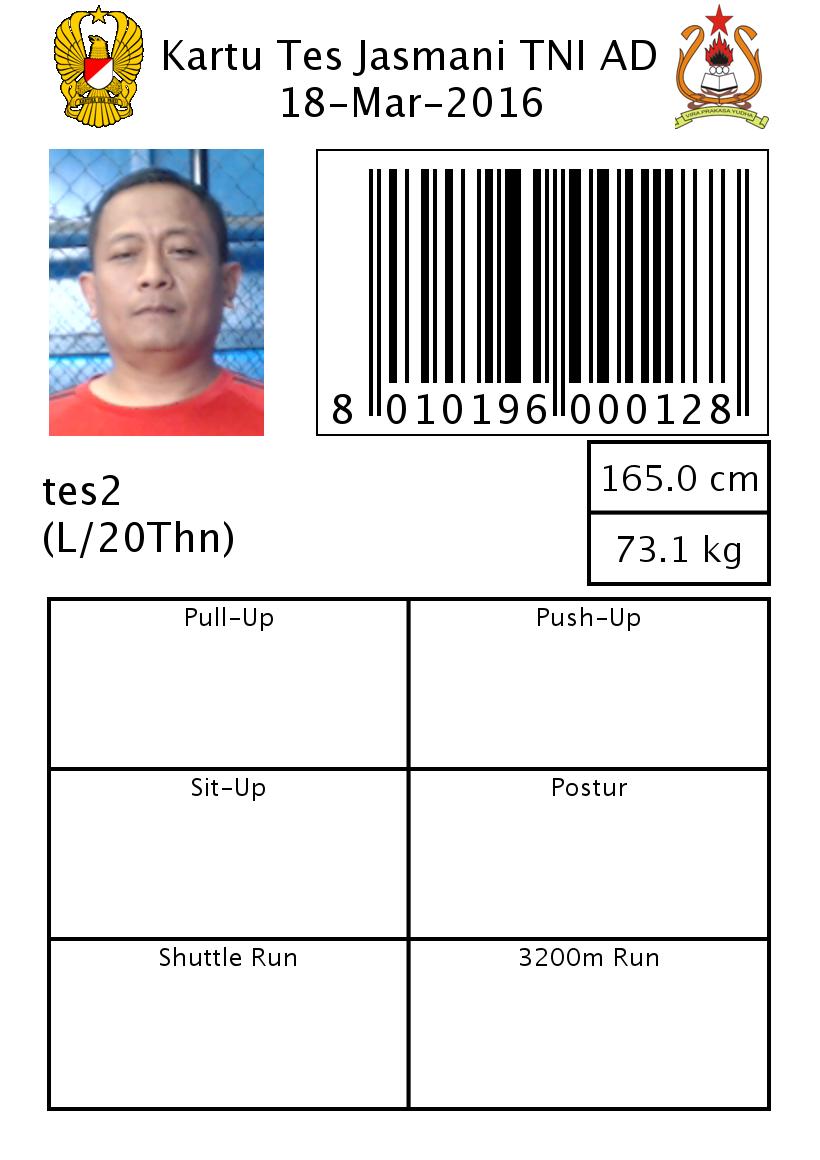 Kartu Tes Jasmani TNI AD
18-Mar-2016
VIRA PRAKASA YUDHA
8 010196 000128
165.0 cm
tes2
(L/20Thn)
73.1 kg
Pull-Up
Push-Up
Sit-Up
Postur
Shuttle Run
3200m Run